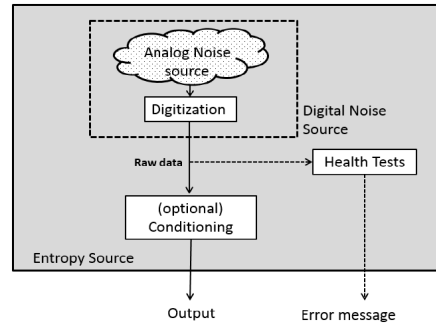 Analog Noise
source
Digitization
Digital Noise
Source
Raw data
Health Tests
(optional)
Conditioning
Entropy Source
Output
Error message